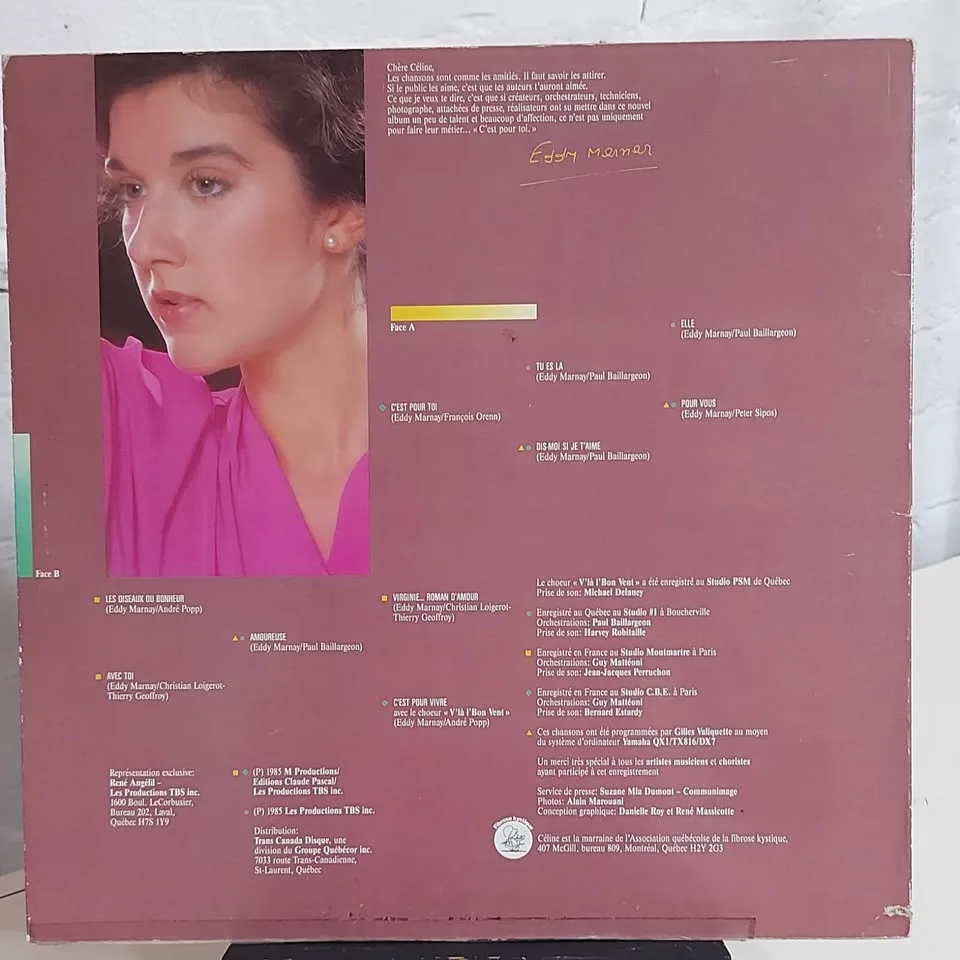 Chère Céline,
Les chansons sont comme les amitiés. Il faut savoir les attirer.
Si le public les aime, c'est que tes auteurs t'auront aimée.
Ce que je veux te dire, c'est que si créateurs, orchestrateurs, techniciens,
photographe, attachées de presse, réalisateurs ont su mettre dans ce nouvel
album un peu de talent et beaucoup d'affection, ce n'est pas uniquement
pour faire leur métier... « C'est pour toi. »
Eddy Marnay
Face A
ELLE
(Eddy Marnay/Paul Baillargeon)
TU ES LA
(Eddy Marnay/Paul Baillargeon)
C'EST POUR TOI
(Eddy Marnay/François Orenn)
POUR VOUS
(Eddy Marnay/Peter Sipos)
DIS-MOI SI JE T'AIME
(Eddy Marnay/Paul Baillargeon)
Face B
LES OISEAUX DU BONHEUR
(Eddy Marnay/André Popp)
AMOUREUSE
(Eddy Marnay/Paul Baillargeon)
AVEC TOI
(Eddy Marnay/Christian Loigerot-
Thierry Geoffroy)
VIRGINIE... ROMAN D'AMOUR
(Eddy Marnay/Christian Loigerot-
Thierry Geoffroy)
C'EST POUR VIVRE
avec le choeur « V'là l'Bon Vent »
(Eddy Marnay/André Popp)
Le choeur « V'là l'Bon Vent » a été enregistré au Studio PSM de Québec
Prise de son: Michael Delaney
Enregistré au Québec au Studio #1 à Boucherville
Orchestrations: Paul Baillargeon
Prise de son: Harvey Robitaille
Enregistré en France au Studio Montmartre à Paris
Orchestrations: Guy Mattéoni
Prise de son: Jean-Jacques Perruchon
Enregistré en France au Studio C.B.E. à Paris
Orchestrations: Guy Mattéoni
Prise de son: Bernard Estardy
Ces chansons ont été programmées par Gilles Valiquette au moyen
du système d'ordinateur Yamaha QX1/TX816/DX7
Un merci très spécial à tous les artistes musiciens et choristes
ayant participé à cet enregistrement
Service de presse: Suzane Mia Dumont – Communimage
Photos: Alain Marouani
Conception graphique: Danielle Roy et René Massicotte
Représentation exclusive:
René Angélil –
Les Productions TBS inc.
1600 Boul. LeCorbusier,
Bureau 202, Laval,
Québec H7S 1Y9
(P) 1985 M Productions/
Editions Claude Pascal/
Les Productions TBS inc.
(P) 1985 Les Productions TBS inc.
Distribution:
Trans Canada Disque, une
division du Groupe Québécor inc.
7033 route Trans-Canadienne,
St-Laurent, Québec
Fibrose kystique
Céline est la marraine de l'Association québécoise de la fibrose kystique,
407 McGill, bureau 809, Montréal, Québec H2Y 2G3